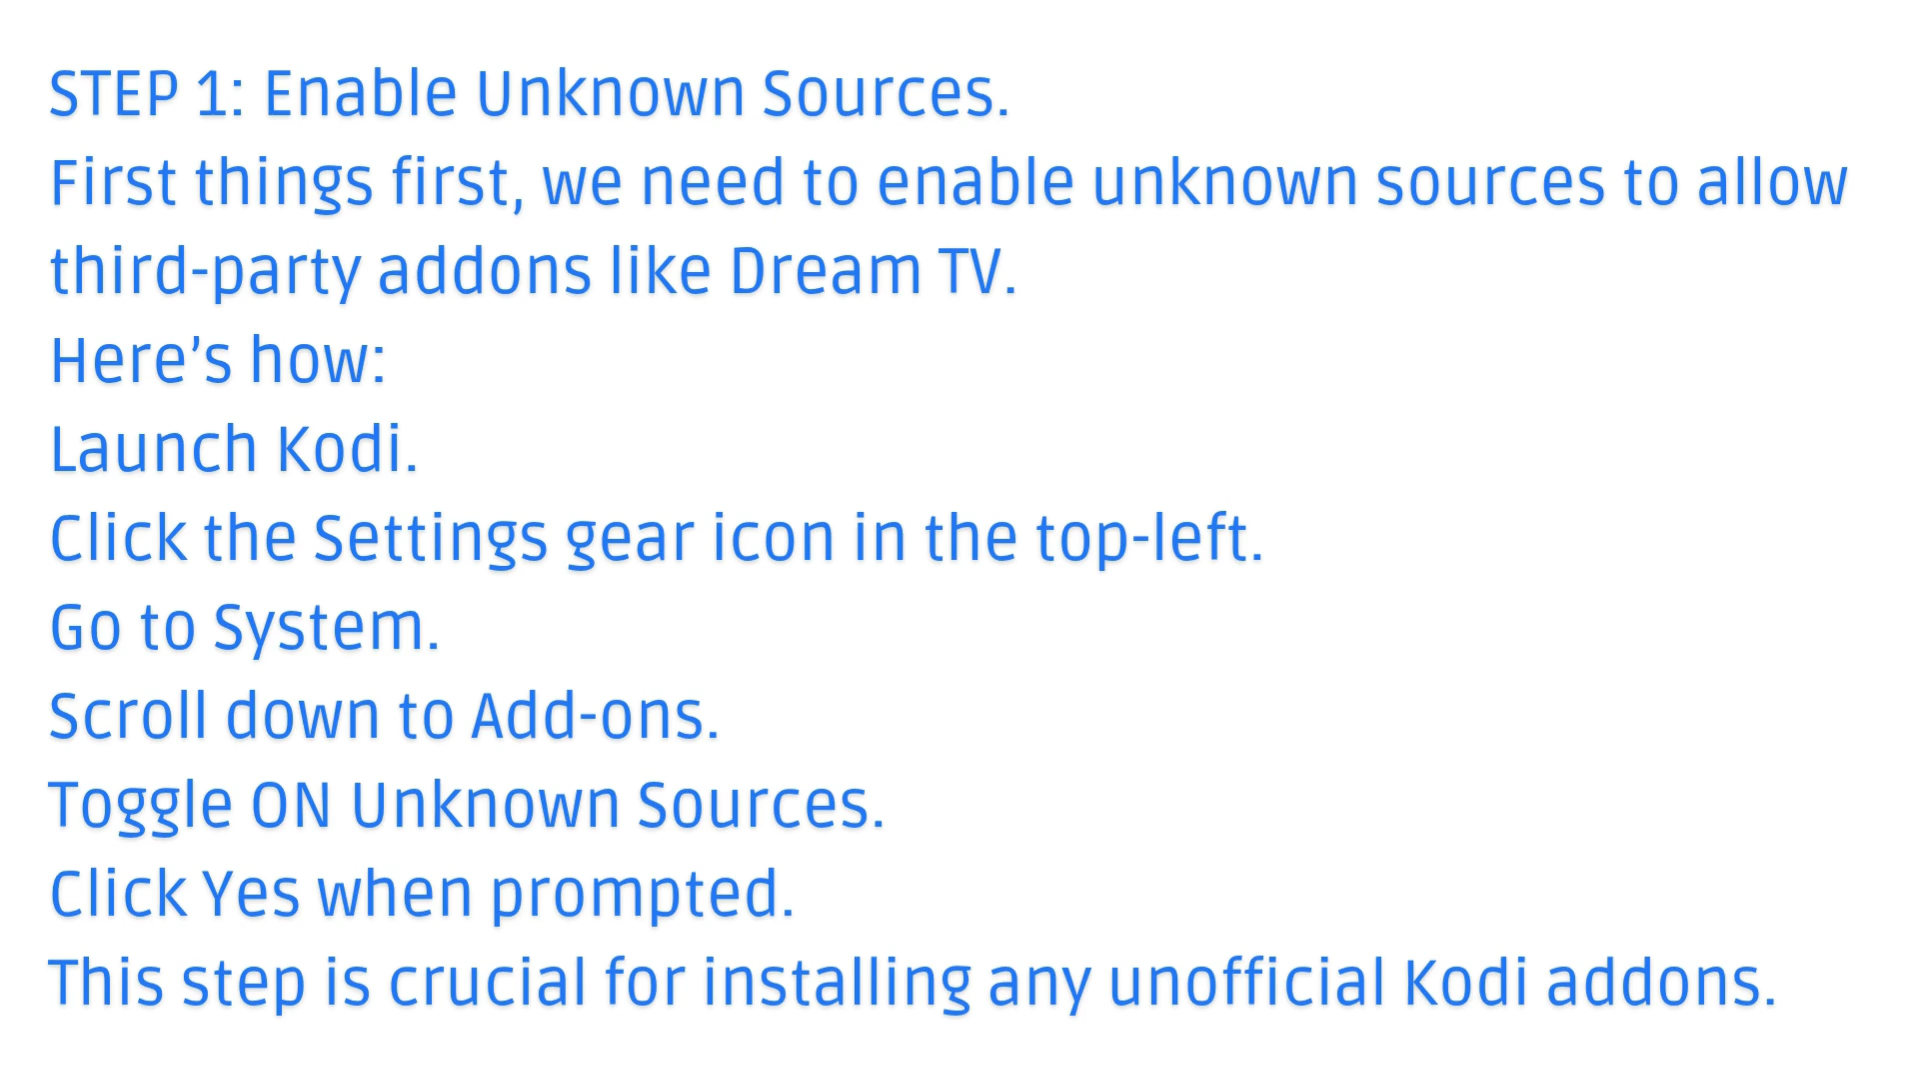 STEP 1: Enable Unknown Sources.
First things first, we need to enable unknown sources to allow
third-party addons like Dream TV.
Here’s how:
Launch Kodi.
Click the Settings gear icon in the top-left.
Go to System.
Scroll down to Add-ons.
Toggle ON Unknown Sources.
Click Yes when prompted.
This step is crucial for installing any unofficial Kodi addons.